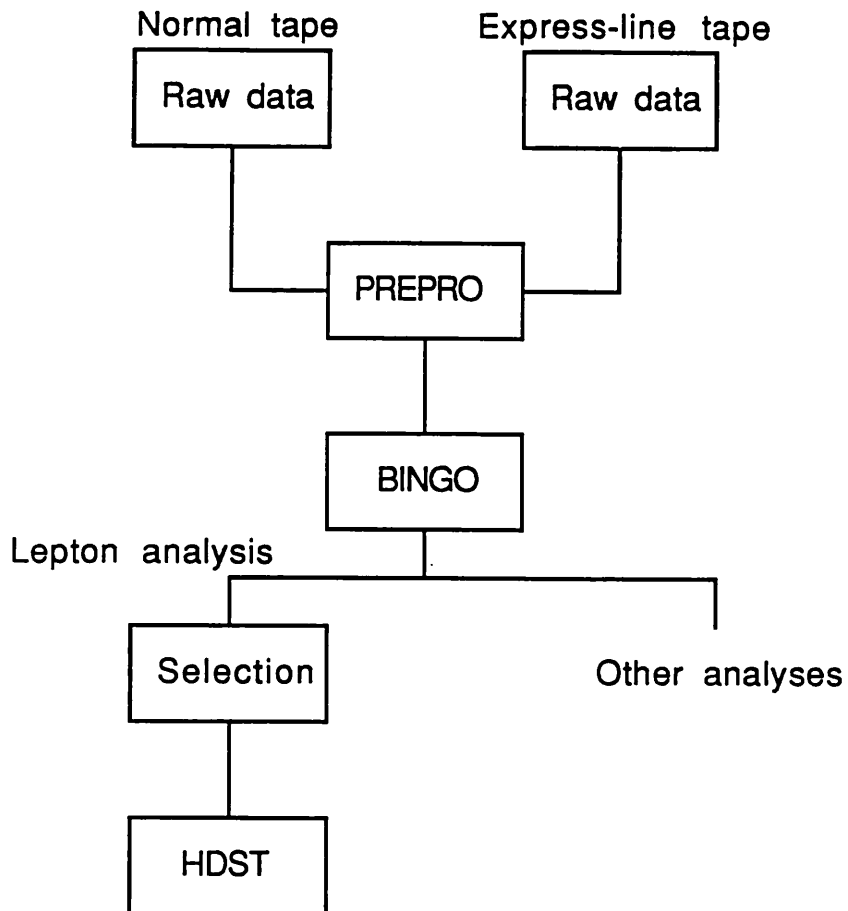 Normal tape
Express-line tape
Raw data
Raw data
PREPRO
BINGO
Lepton analysis
Selection
Other analyses
HDST